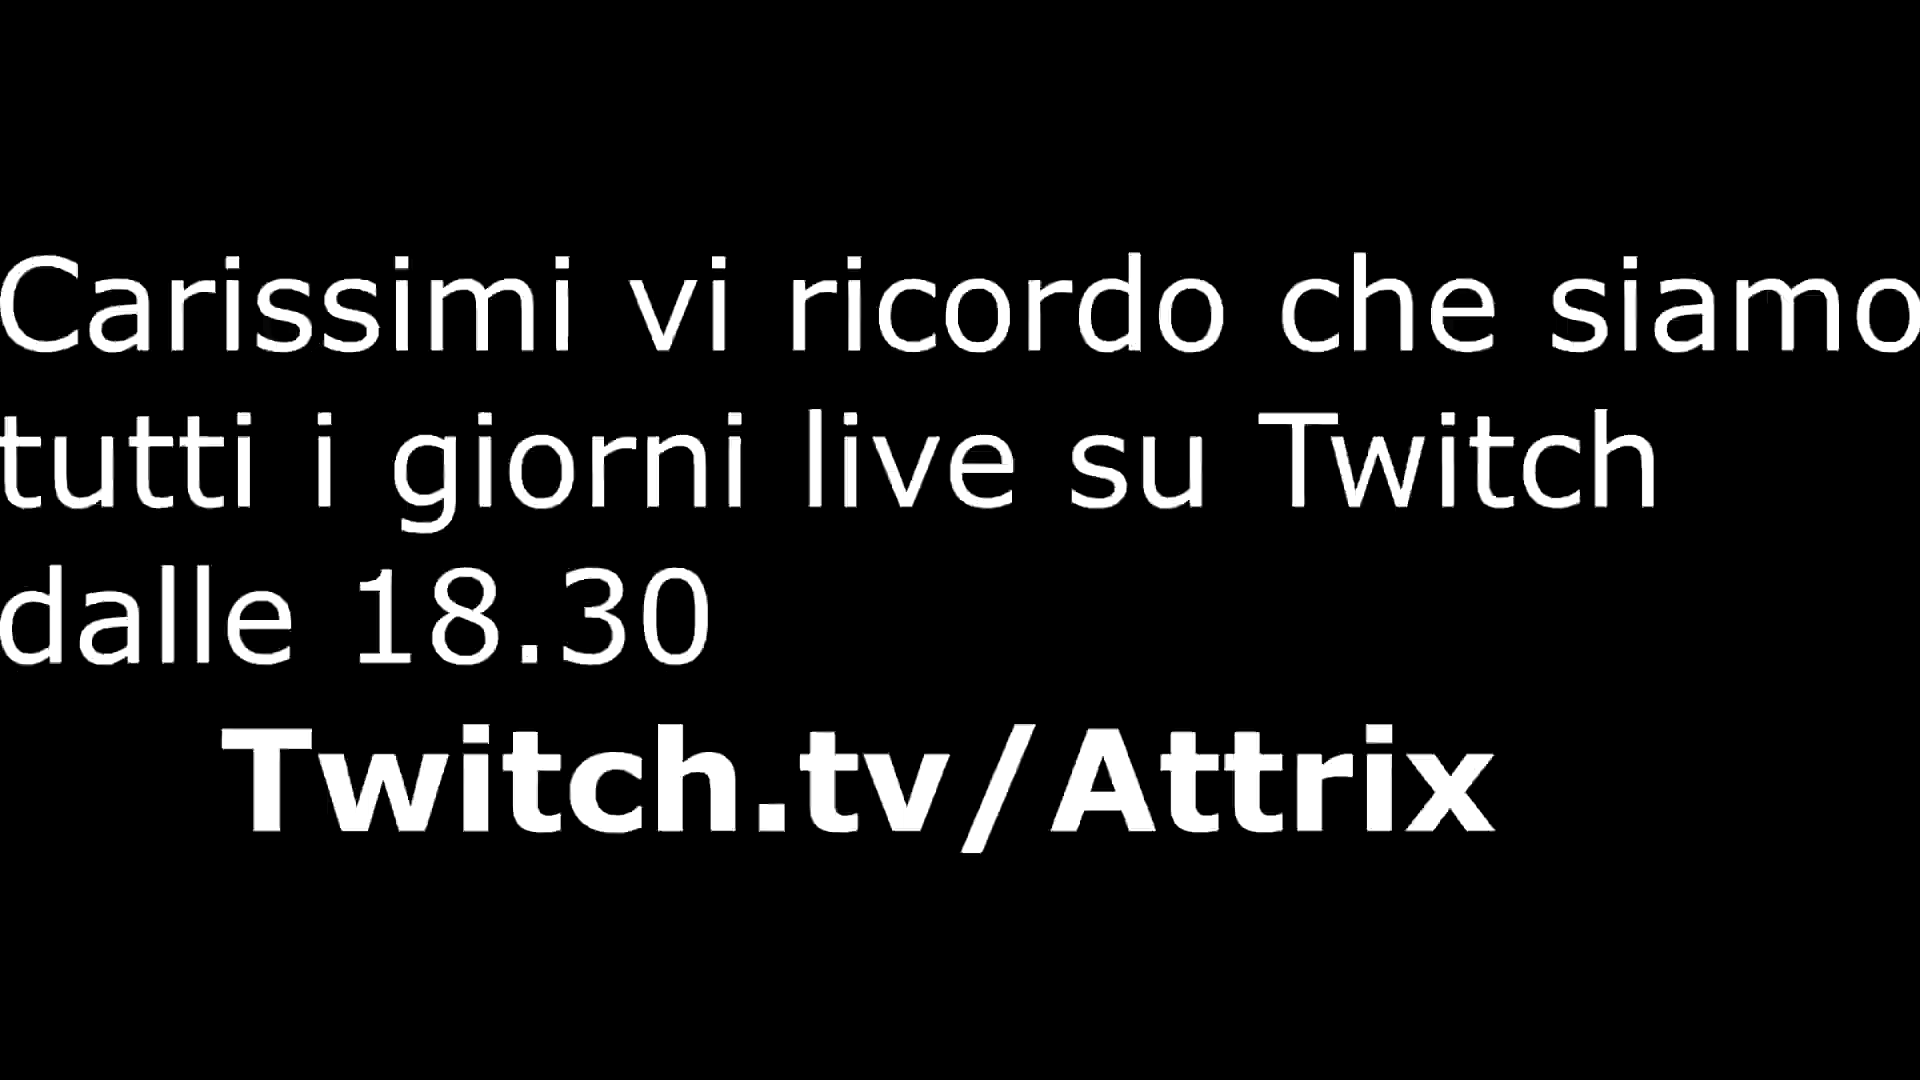 Carissimi vi ricordo che siamo
tutti i giorni live su Twitch
dalle 18.30
Twitch.tv/Attrix